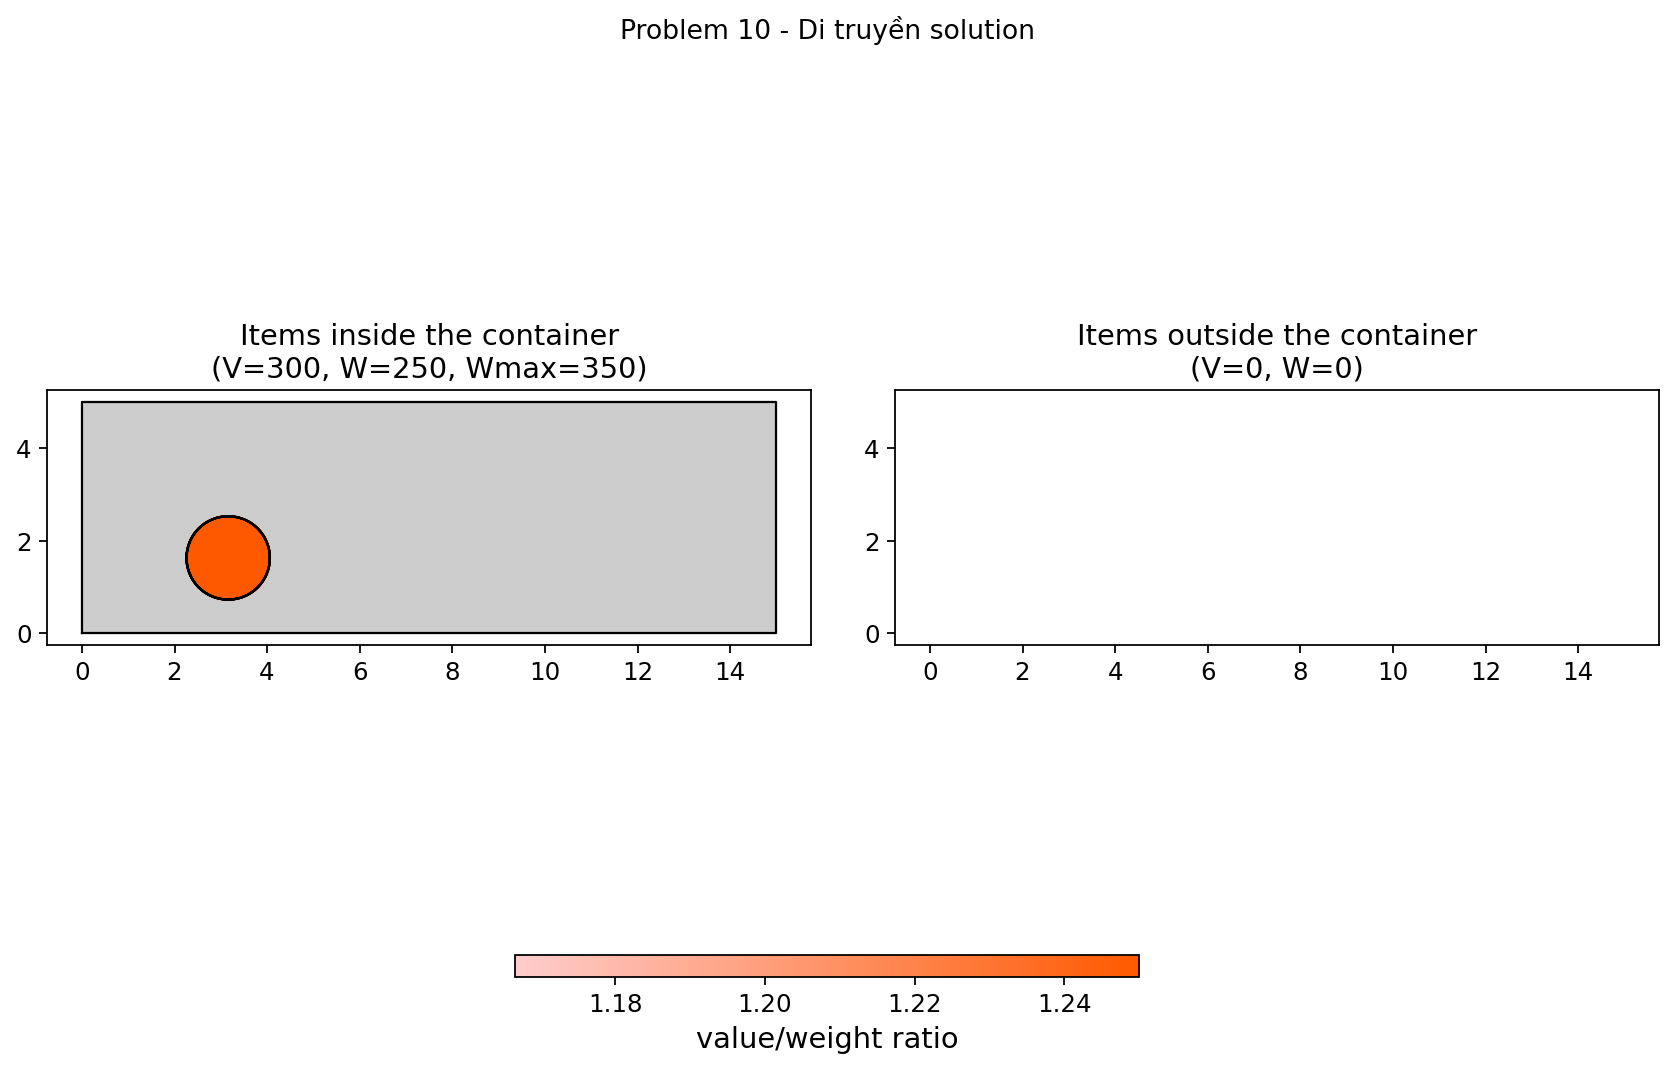 Problem 10 - Di truyền solution
Items inside the container
(V=300, W=250, Wmax=350)
4
2
0
0 2 4 6 8 10 12 14
Items outside the container
(V=0, W=0)
4
2
0
0 2 4 6 8 10 12 14
1.18 1.20 1.22 1.24
value/weight ratio